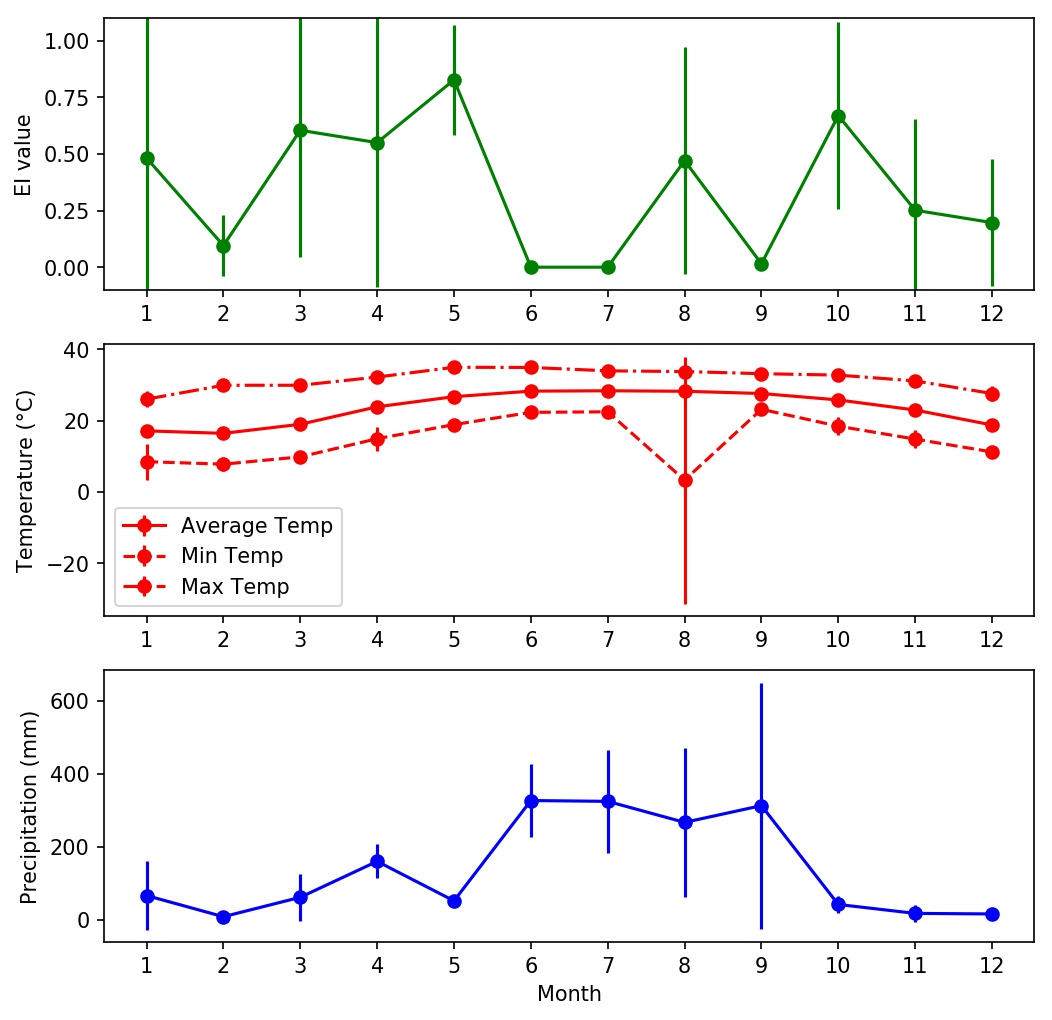 EI value
1.00
0.75
0.50
0.25
0.00
1 2 3 4 5 6 7 8 9 10 11 12
Temperature (°C)
40
20
0
−20
Average Temp
Min Temp
Max Temp
1 2 3 4 5 6 7 8 9 10 11 12
Precipitation (mm)
600
400
200
0
1 2 3 4 5 6 7 8 9 10 11 12
Month